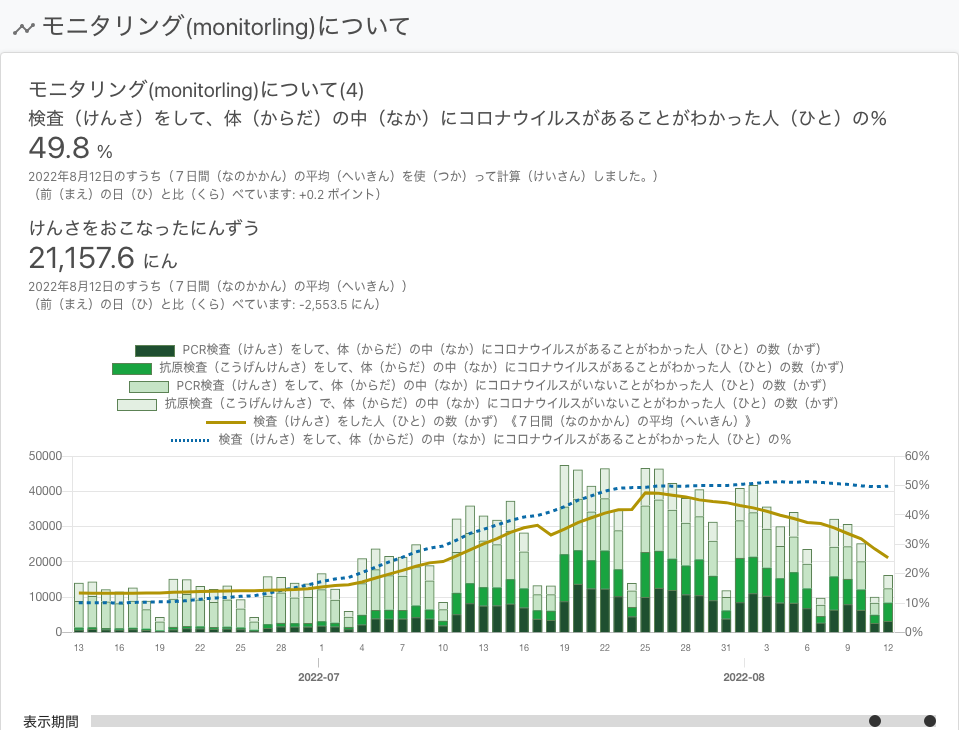 モニタリング(monitorling)について
モニタリング(monitorling)について(4)
検査（けんさ）をして、体（からだ）の中（なか）にコロナウイルスがあることがわかった人（ひと）の％
49.8 %
2022年8月12日のすうち（７日間（なのかかん）の平均（へいきん）を使（つか）って計算（けいさん）しました。）
（前（まえ）の日（ひ）と比（くら）べています: +0.2 ポイント）
けんさをおこなったにんずう
21,157.6 にん
2022年8月12日のすうち（７日間（なのかかん）の平均（へいきん））
（前（まえ）の日（ひ）と比（くら）べています: -2,553.5 にん）
PCR検査（けんさ）をして、体（からだ）の中（なか）にコロナウイルスがあることがわかった人（ひと）の数（かず）
抗原検査（こうげんけんさ）をして、体（からだ）の中（なか）にコロナウイルスがあることがわかった人（ひと）の数（かず）
PCR検査（けんさ）をして、体（からだ）の中（なか）にコロナウイルスがいないことがわかった人（ひと）の数（かず）
抗原検査（こうげんけんさ）で、体（からだ）の中（なか）にコロナウイルスがいないことがわかった人（ひと）の数（かず）
検査（けんさ）をした人（ひと）の数（かず）《７日間（なのかかん）の平均（へいきん）》
検査（けんさ）をして、体（からだ）の中（なか）にコロナウイルスがあることがわかった人（ひと）の％
50000 60%
40000 50%
30000 40%
20000 30%
10000 20%
0 10%
0%
13 16 19 22 25 28 1 4 7 10 13 16 19 22 25 28 31 3 6 9 12
2022-07 2022-08
表示期間